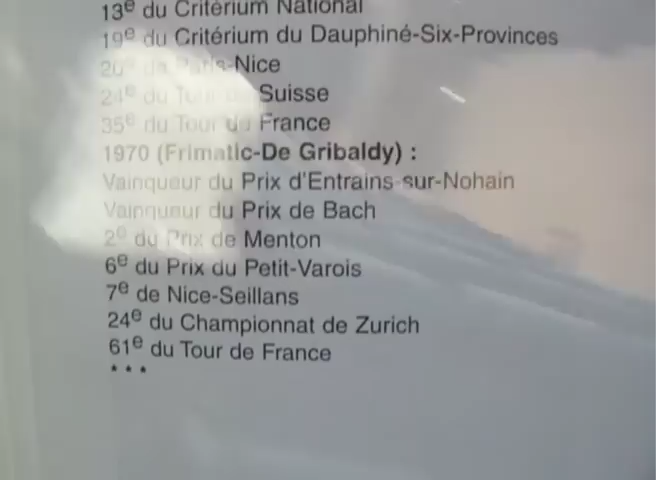 13e du Critérium National
19e du Critérium du Dauphiné-Six-Provinces
20e de Paris-Nice
24e du Tour de Suisse
35e du Tour de France
1970 (Frimatic-De Gribaldy) :
Vainqueur du Prix d'Entrains-sur-Nohain
Vainqueur du Prix de Bach
2e du Prix de Menton
6e du Prix du Petit-Varois
7e de Nice-Seillans
24e du Championnat de Zurich
61e du Tour de France
***